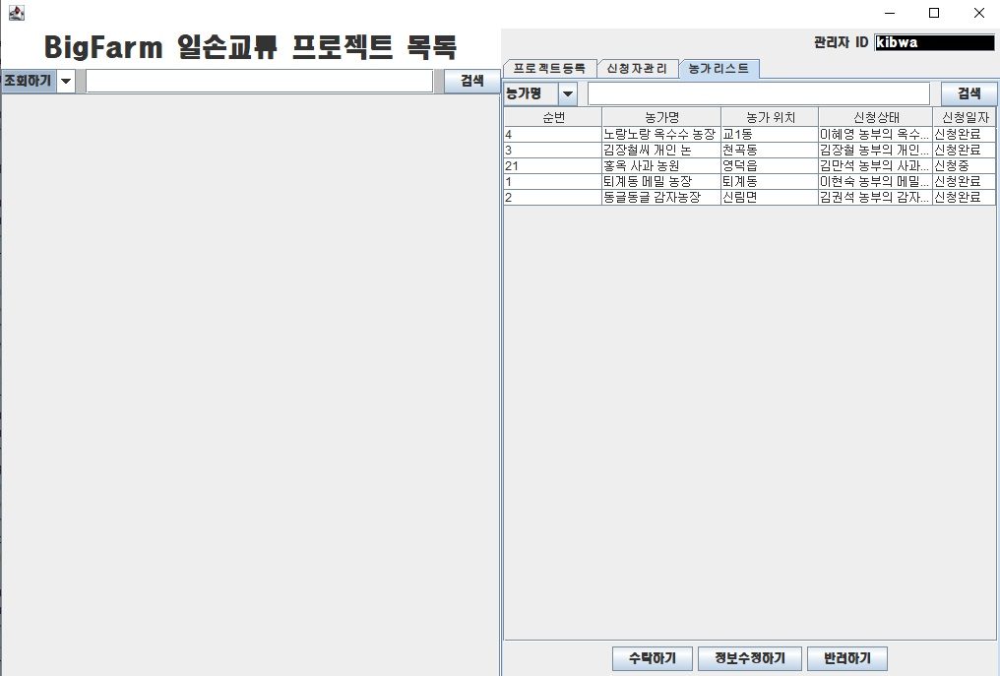 BigFarm 일손교류 프로젝트 목록
관리자 ID kibwa
조회하기 검색
프로젝트등록 신청자관리 농가리스트
농가명 검색
순번 농가명 농가 위치 신청상태 신청일자
4 노랑노랑 옥수수 농장 교1동 이혜영 농부의 옥수... 신청완료
3 김장철씨 개인 논 천곡동 김장철 농부의 개인... 신청완료
21 홍옥 사과 농원 영덕읍 김만석 농부의 사과... 신청중
1 퇴계동 메밀 농장 퇴계동 이현숙 농부의 메밀... 신청완료
2 동글동글 감자농장 신림면 김권석 농부의 감자... 신청완료
수락하기 정보수정하기 반려하기